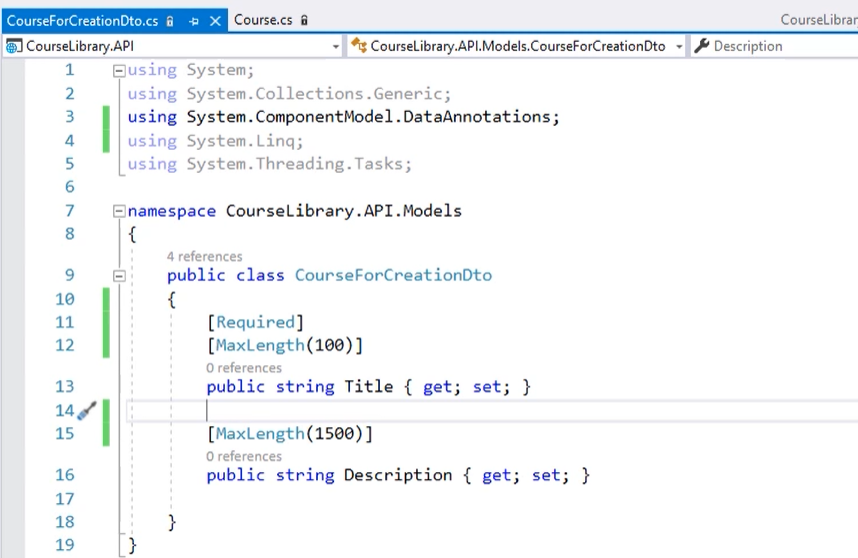 CourseForCreationDto.cs Course.cs CourseLibrar
CourseLibrary.API CourseLibrary.API.Models.CourseForCreationDto Description
1 using System;
2 using System.Collections.Generic;
3 using System.ComponentModel.DataAnnotations;
4 using System.Linq;
5 using System.Threading.Tasks;
6
7 namespace CourseLibrary.API.Models
8 {
4 references
9 public class CourseForCreationDto
10 {
11 [Required]
12 [MaxLength(100)]
0 references
13 public string Title { get; set; }
14
15 [MaxLength(1500)]
0 references
16 public string Description { get; set; }
17
18 }
19 }